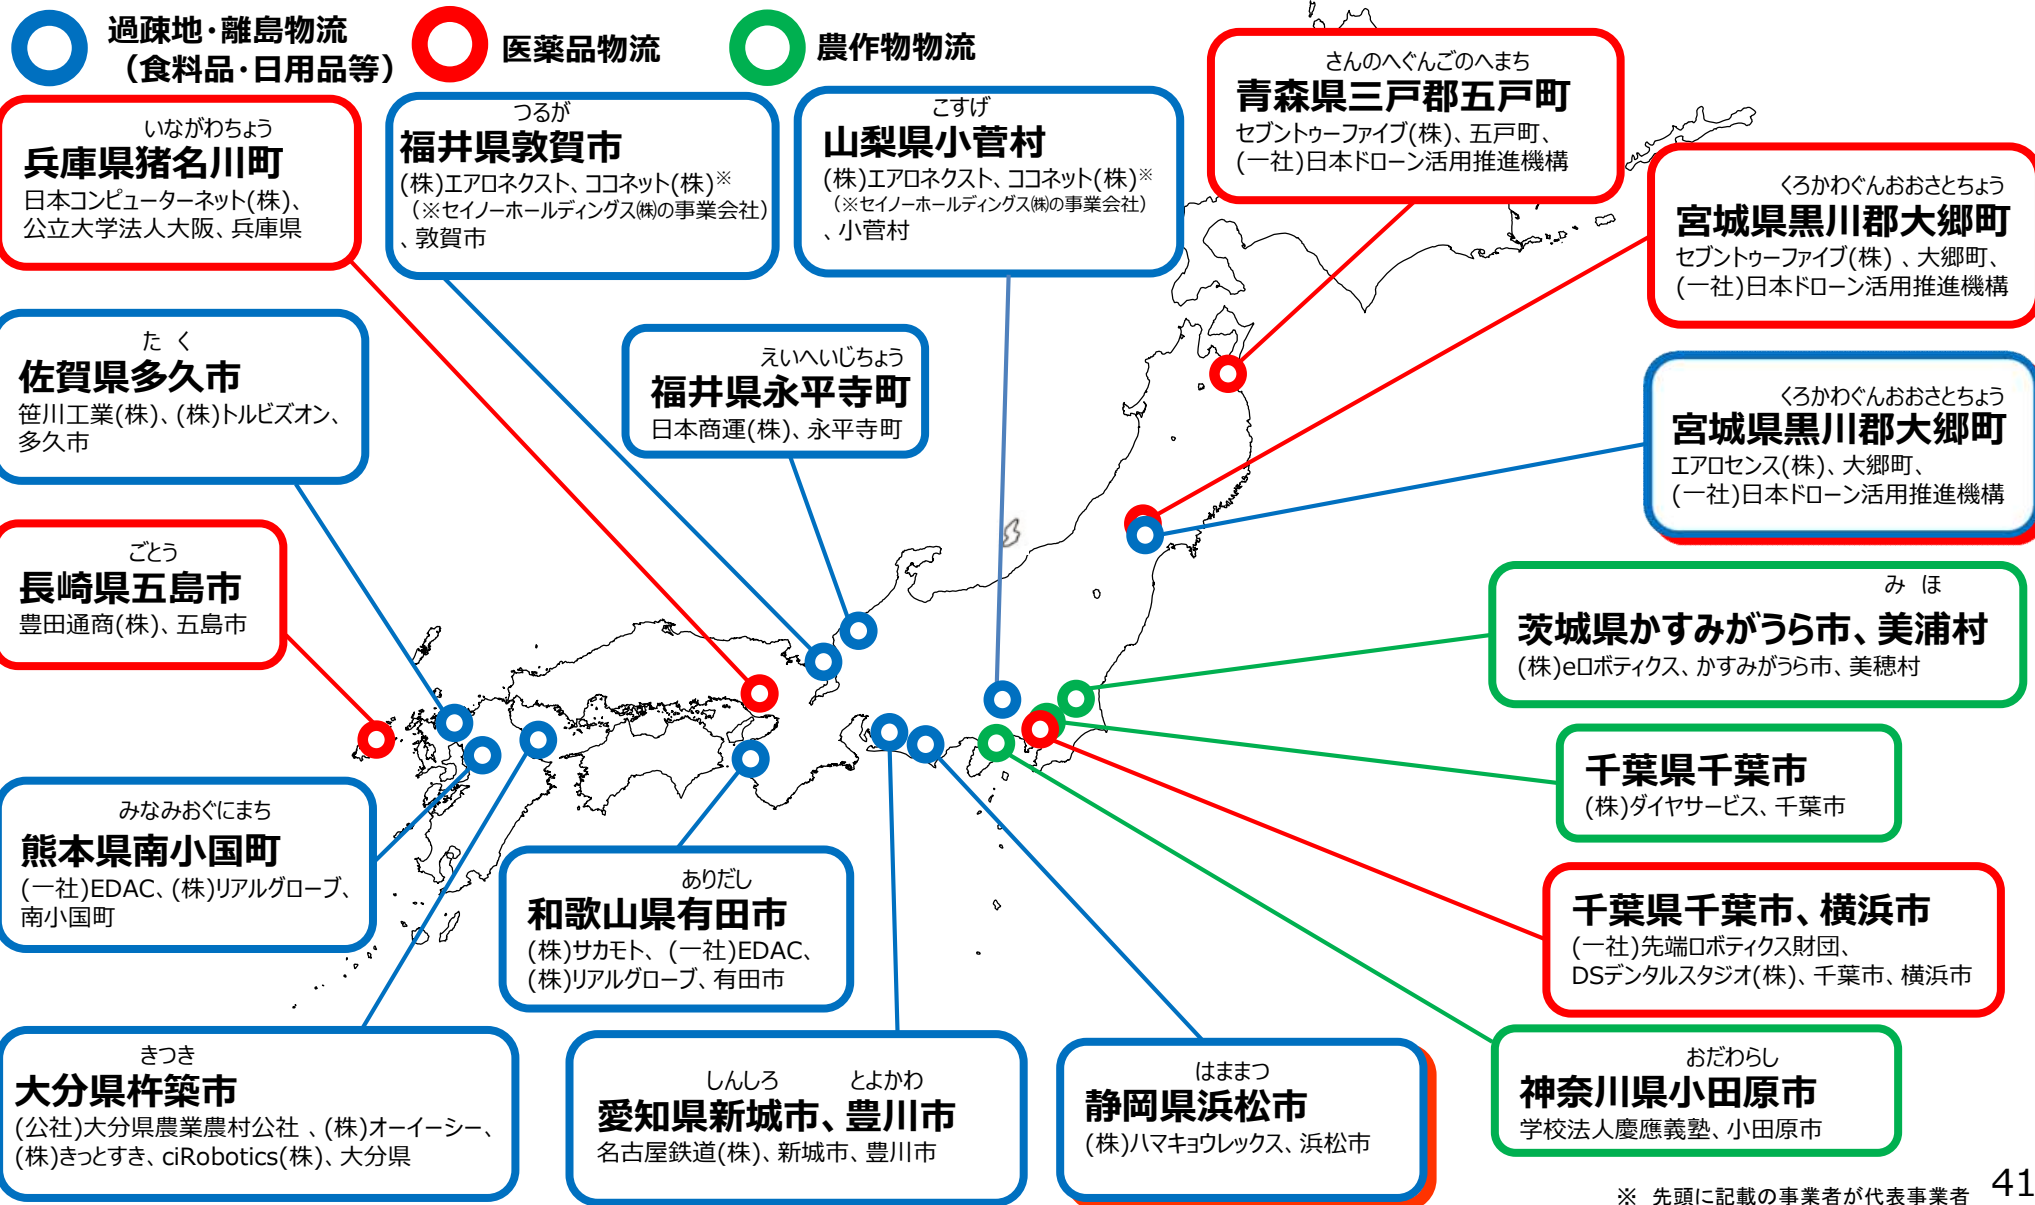 過疎地・離島物流
（食料品・日用品等）
医薬品物流
農作物物流
いながわちょう
兵庫県猪名川町
日本コンピューターネット(株)、
公立大学法人大阪、兵庫県
つるが
福井県敦賀市
(株)エアロネクスト、ココネット(株)※
（※セイノーホールディングス㈱の事業会社）
、敦賀市
こすげ
山梨県小菅村
(株)エアロネクスト、ココネット(株)※
（※セイノーホールディングス㈱の事業会社）
、小菅村
さんのへぐんごのへまち
青森県三戸郡五戸町
セブントゥーファイブ(株)、五戸町、
(一社)日本ドローン活用推進機構
くろかわぐんおおさとちょう
宮城県黒川郡大郷町
セブントゥーファイブ(株) 、大郷町、
(一社)日本ドローン活用推進機構
た く
佐賀県多久市
笹川工業(株)、(株)トルビズオン、
多久市
えいへいじちょう
福井県永平寺町
日本商運(株)、永平寺町
くろかわぐんおおさとちょう
宮城県黒川郡大郷町
エアロセンス(株)、大郷町、
(一社)日本ドローン活用推進機構
ごとう
長崎県五島市
豊田通商(株)、五島市
み ほ
茨城県かすみがうら市、美浦村
(株)eロボティクス、かすみがうら市、美穂村
千葉県千葉市
(株)ダイヤサービス、千葉市
みなみおぐにまち
熊本県南小国町
(一社)EDAC、(株)リアルグローブ、
南小国町
ありだし
和歌山県有田市
(株)サカモト、(一社)EDAC、
(株)リアルグローブ、有田市
千葉県千葉市、横浜市
(一社)先端ロボティクス財団、
DSデンタルスタジオ(株)、千葉市、横浜市
きつき
大分県杵築市
(公社)大分県農業農村公社 、(株)オーイーシー、
(株)きっとすき、ciRobotics(株)、大分県
しんしろ とよかわ
愛知県新城市、豊川市
名古屋鉄道(株)、新城市、豊川市
はままつ
静岡県浜松市
(株)ハマキョウレックス、浜松市
おだわらし
神奈川県小田原市
学校法人慶應義塾、小田原市
※ 先頭に記載の事業者が代表事業者
41